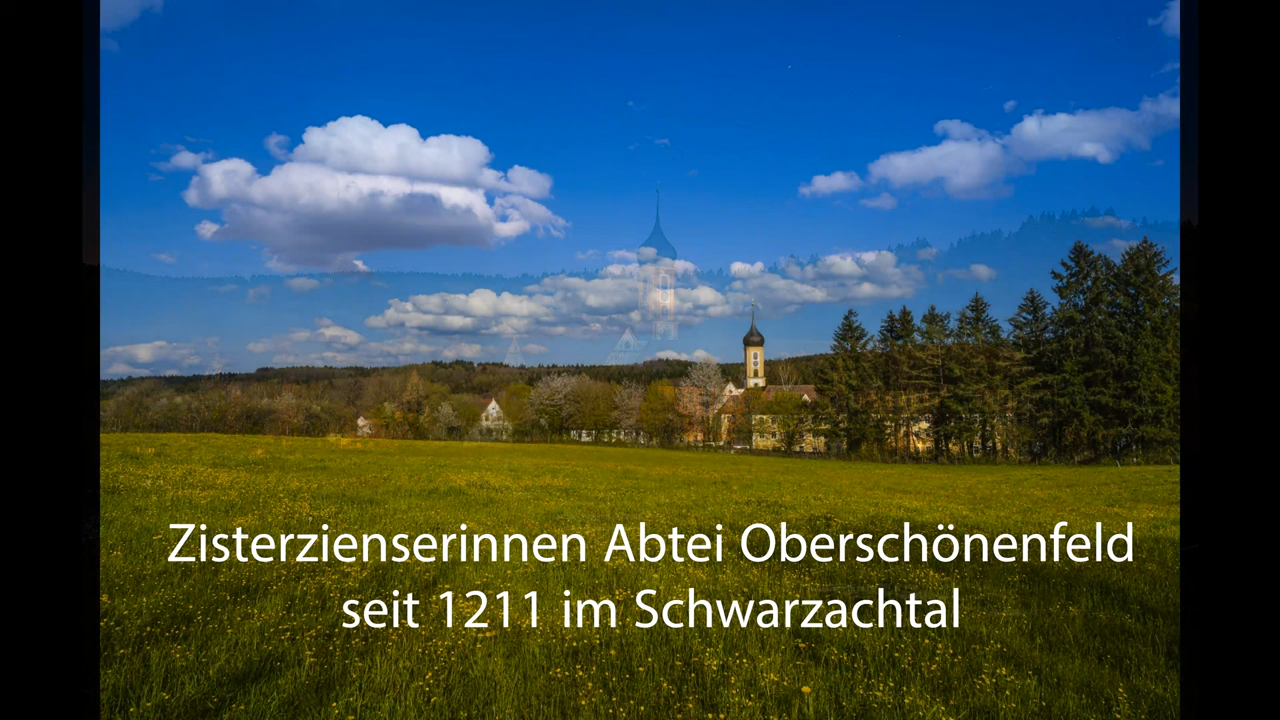 Zisterzienserinnen Abtei Oberschönenfeld
seit 1211 im Schwarzachtal